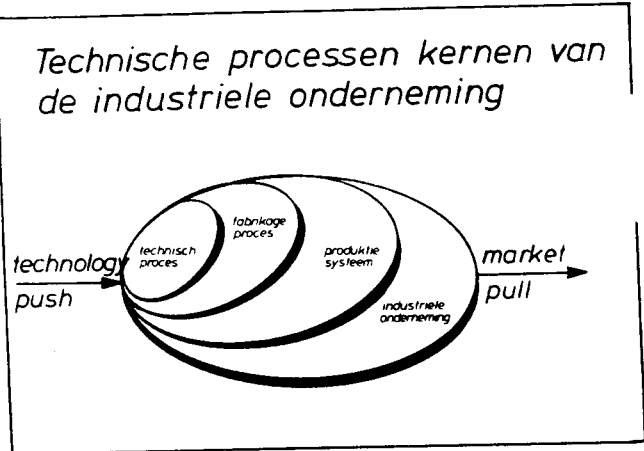 Technische processen kernen van
de industriele onderneming
technology
push
technisch
proces
fabrikage
proces
produktie
systeem
industriele
onderneming
market
pull